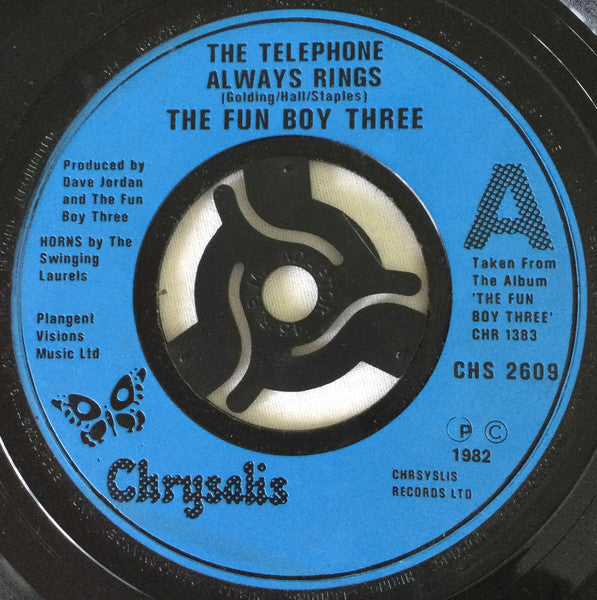 THE TELEPHONE
ALWAYS RINGS
(Golding/Hall/Staples)
THE FUN BOY THREE
Produced by
Dave Jordan
and The Fun
Boy Three
HORNS by The
Swinging
Laurels
Plangent
Visions
Music Ltd
A
Taken From
The Album
'THE FUN
BOY THREE'
CHR 1383
CHS 2609
Ⓟ ©
1982
CHRSYSLIS
RECORDS LTD
Chrysalis